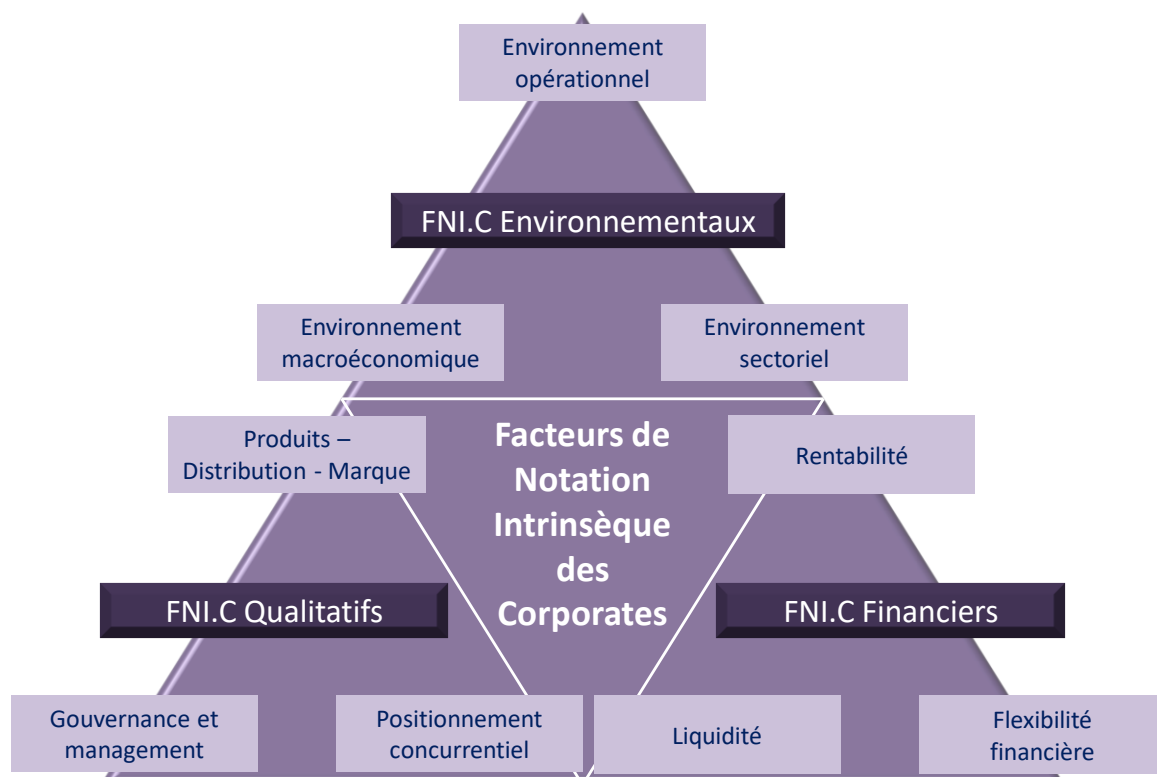 Environnement
opérationnel
FNI.C Environnementaux
Environnement
macroéconomique
Environnement
sectoriel
Produits –
Distribution - Marque
Facteurs de
Notation
Intrinsèque
des
Corporates
Rentabilité
FNI.C Qualitatifs
FNI.C Financiers
Gouvernance et
management
Positionnement
concurrentiel
Liquidité
Flexibilité
financière